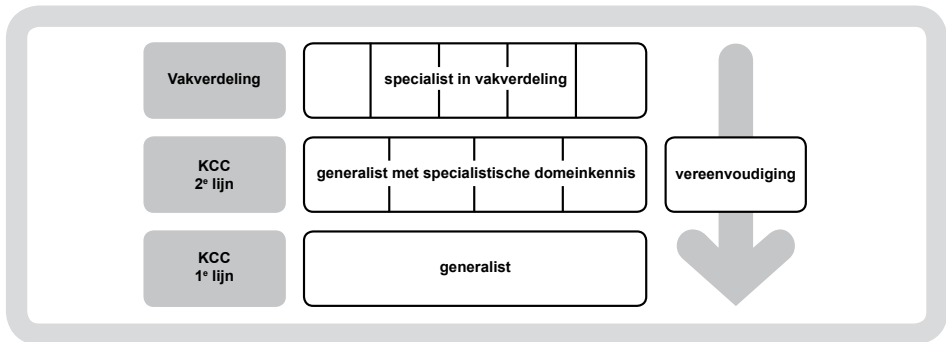 Vakverdeling
specialist in vakverdeling
KCC
2e lijn
generalist met specialistische domeinkennis
vereenvoudiging
KCC
1e lijn
generalist